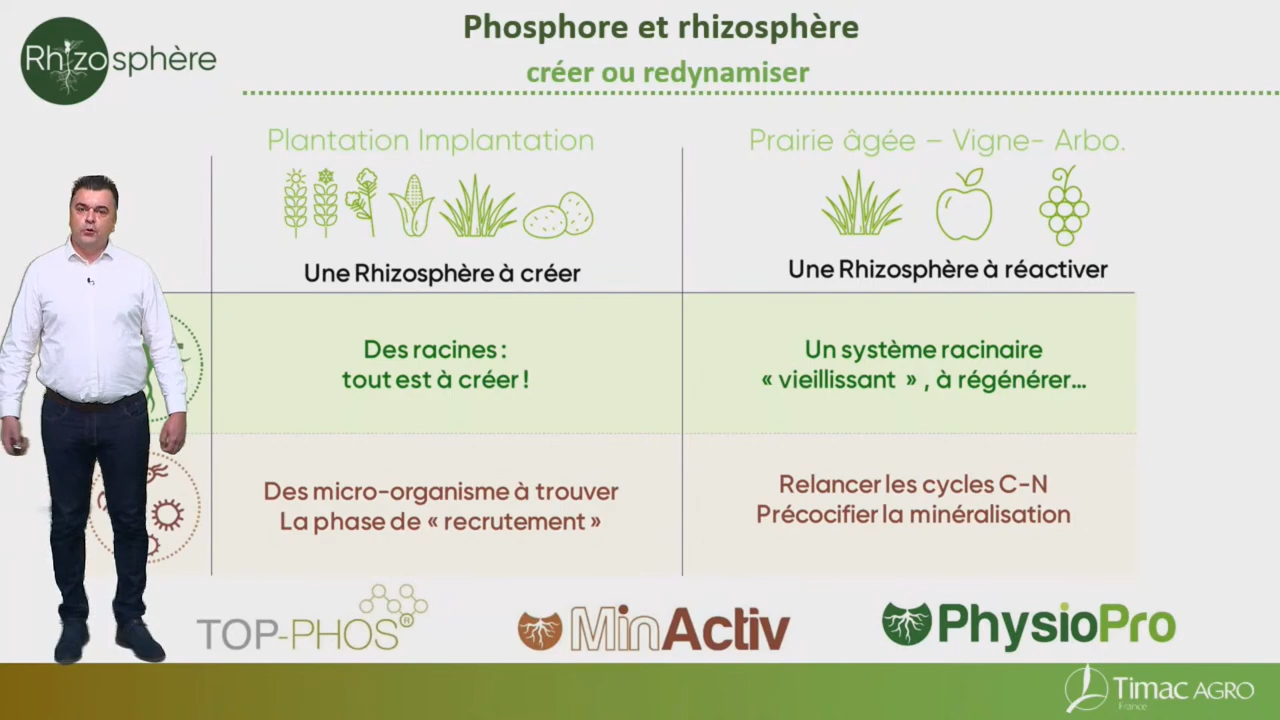 Rhizosphère
Phosphore et rhizosphère
créer ou redynamiser
Plantation Implantation
Prairie âgée – Vigne- Arbo.
Une Rhizosphère à créer
Une Rhizosphère à réactiver
Des racines :
tout est à créer !
Un système racinaire
« vieillissant » , à régénérer...
Des micro-organisme à trouver
La phase de « recrutement »
Relancer les cycles C-N
Précocifier la minéralisation
TOP-PHOS®
MinActiv
PhysioPro
Timac AGRO
France